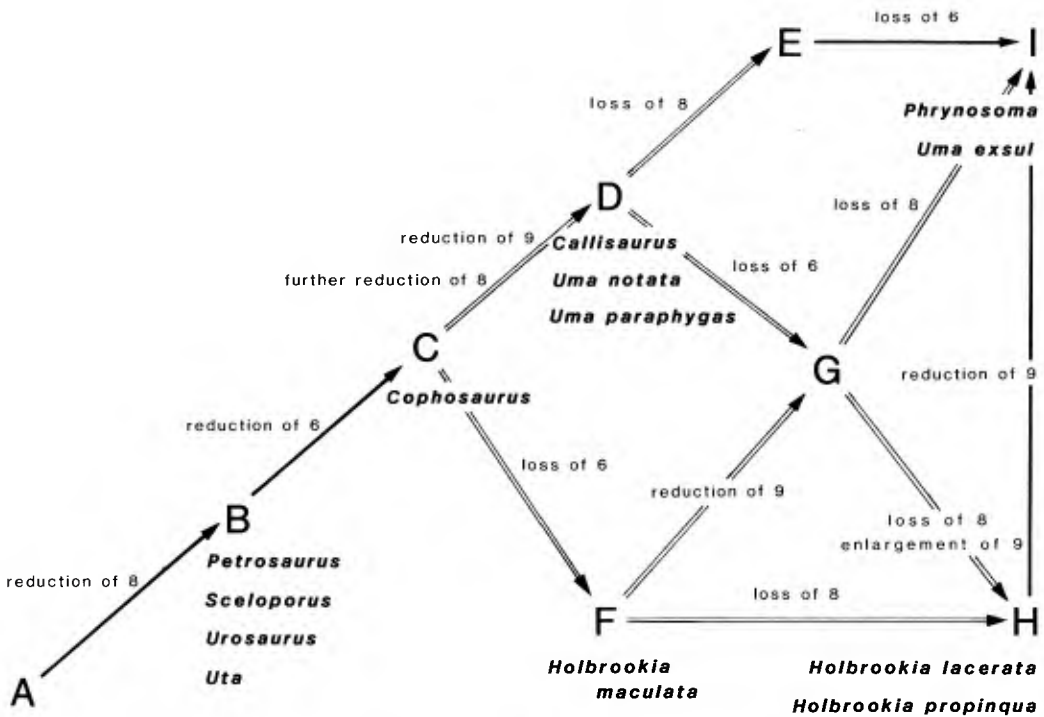 loss of 6
E
I
loss of 8
Phrynosoma
Uma exsul
D
loss of 8
reduction of 9
Callisaurus
loss of 6
further reduction of 8
Uma notata
Uma paraphygas
C
G
reduction of 9
Cophosaurus
reduction of 6
loss of 6
reduction of 9
B
loss of 8
enlargement of 9
Petrosaurus
reduction of 8
Sceloporus
loss of 8
F
H
Urosaurus
Uta
Holbrookia
maculata
Holbrookia lacerata
A
Holbrookia propinqua